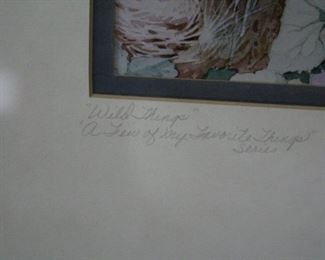 "Wild Things"
"A Few of My Favorite Things"
Series